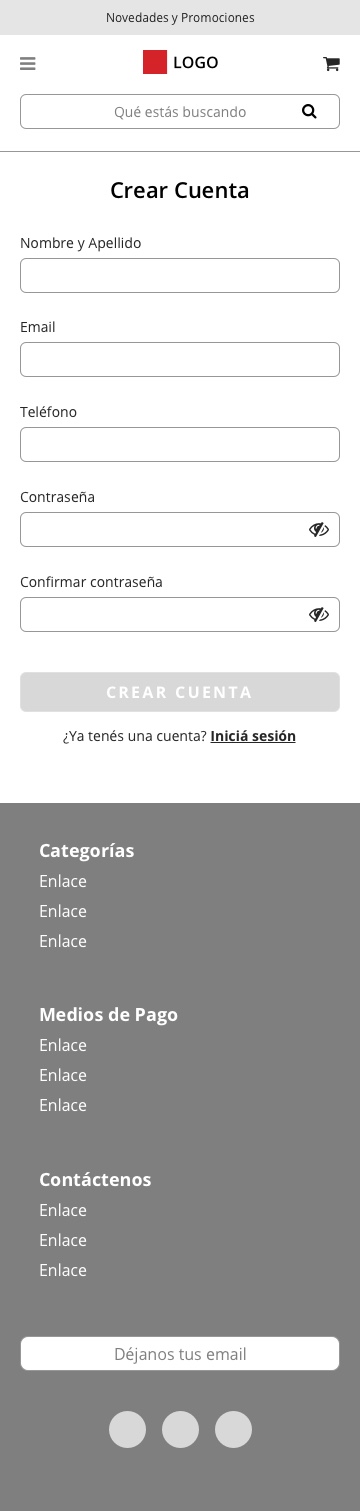 Novedades y Promociones
LOGO
Qué estás buscando
Crear Cuenta
Nombre y Apellido
Email
Teléfono
Contraseña
Confirmar contraseña
CREAR CUENTA
¿Ya tenés una cuenta? Iniciá sesión
Categorías
Enlace
Enlace
Enlace
Medios de Pago
Enlace
Enlace
Enlace
Contáctenos
Enlace
Enlace
Enlace
Déjanos tus email